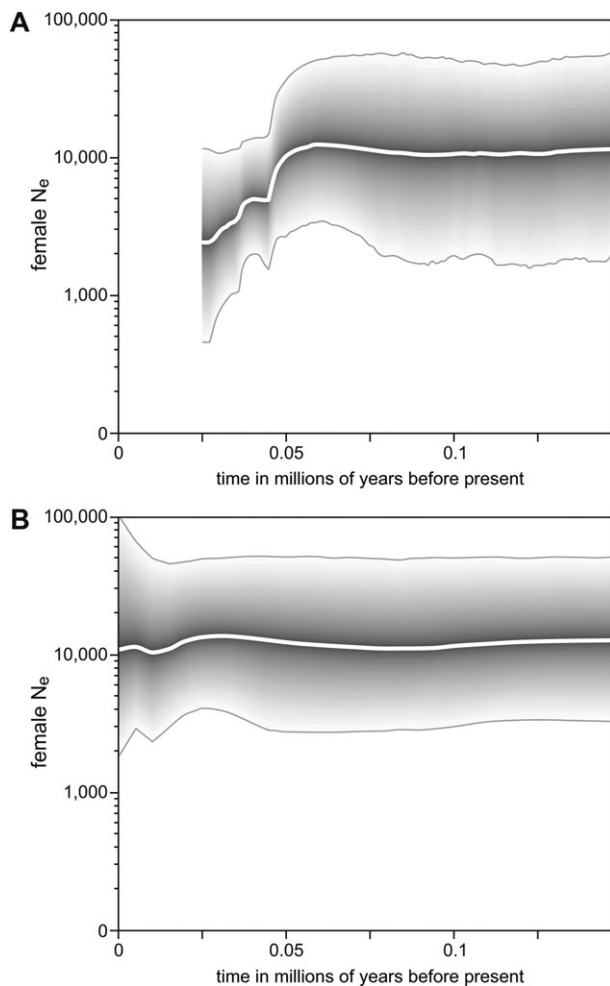 A
100,000
10,000
1,000
0
female Ne
0
0.05
0.1
time in millions of years before present
B
100,000
10,000
1,000
0
female Ne
0
0.05
0.1
time in millions of years before present